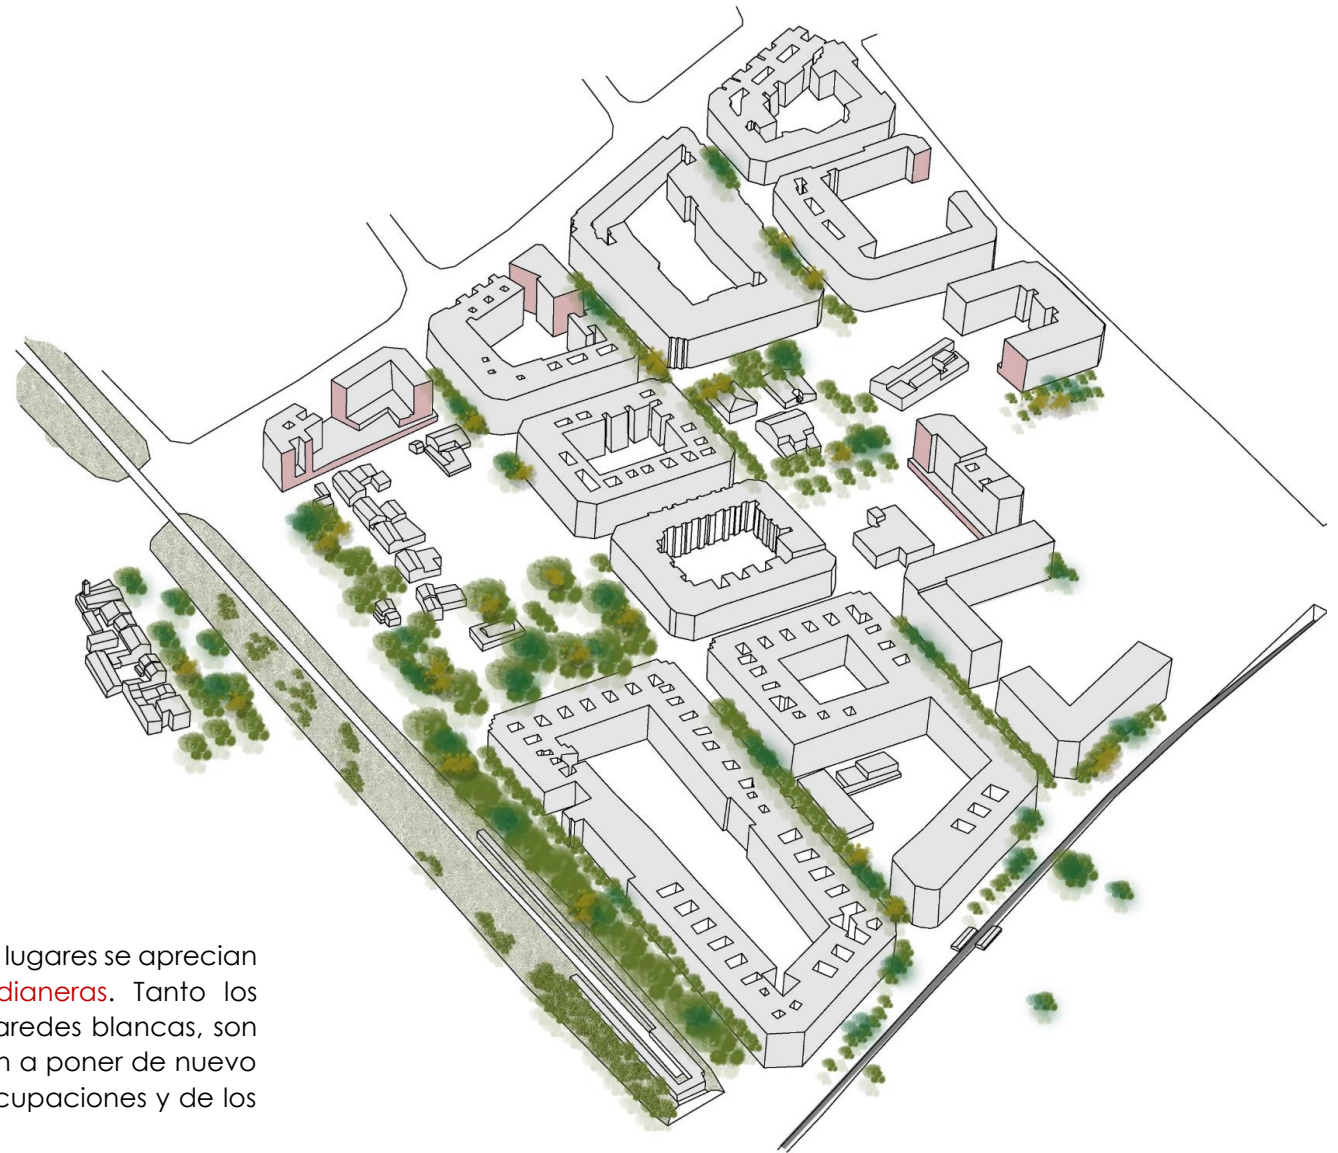 lugares se aprecian
dianeras. Tanto los
aredes blancas, son
n a poner de nuevo
cupaciones y de los